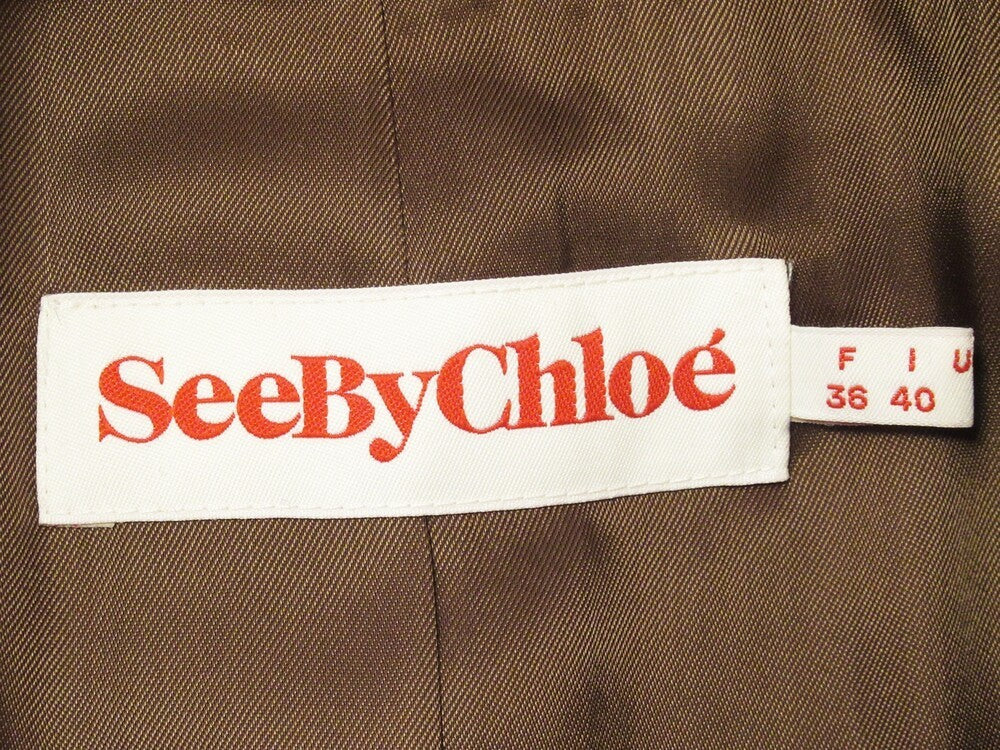 SeeByChloé
F I U
36 40